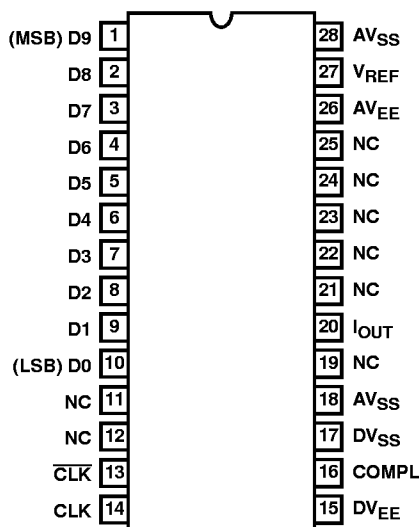 (MSB) D9 1 28 AVSS
D8 2 27 VREF
D7 3 26 AVEE
D6 4 25 NC
D5 5 24 NC
D4 6 23 NC
D3 7 22 NC
D2 8 21 NC
D1 9 20 IOUT
(LSB) D0 10 19 NC
NC 11 18 AVSS
NC 12 17 DVSS
CLK 13 16 COMPL
CLK 14 15 DVEE